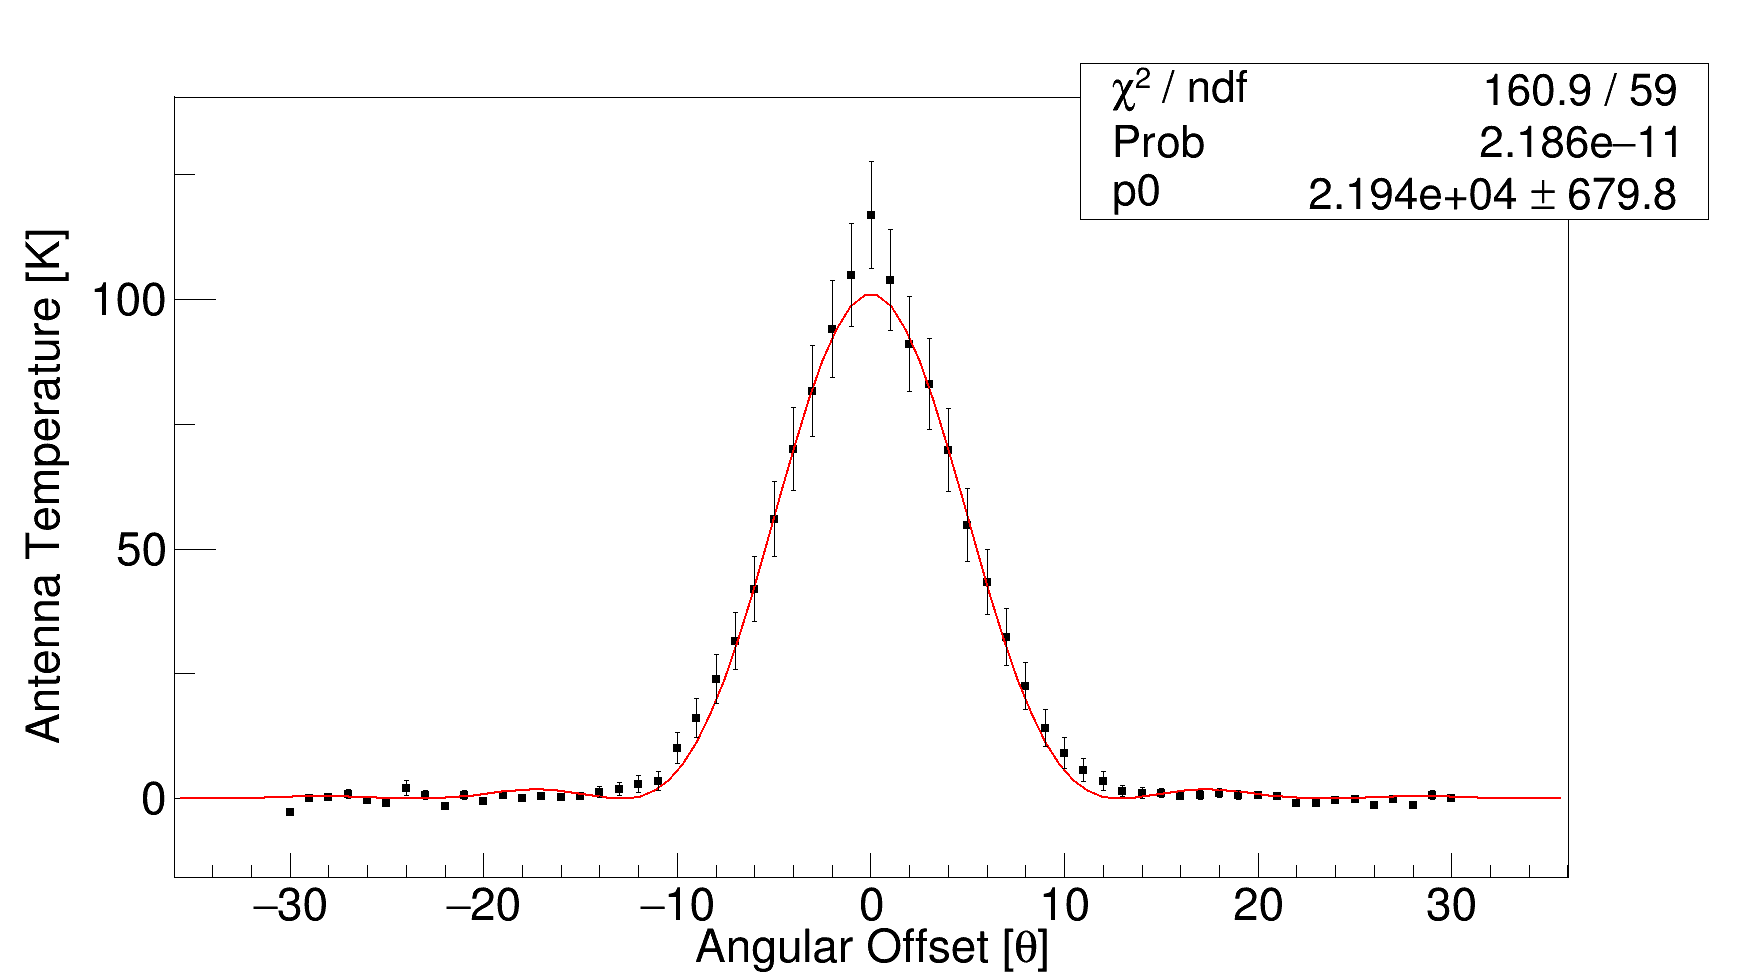 χ² / ndf 160.9 / 59
Prob 2.186e−11
p0 2.194e+04 ± 679.8
Antenna Temperature [K]
100
50
0
−30 −20 −10 0 10 20 30
Angular Offset [θ]